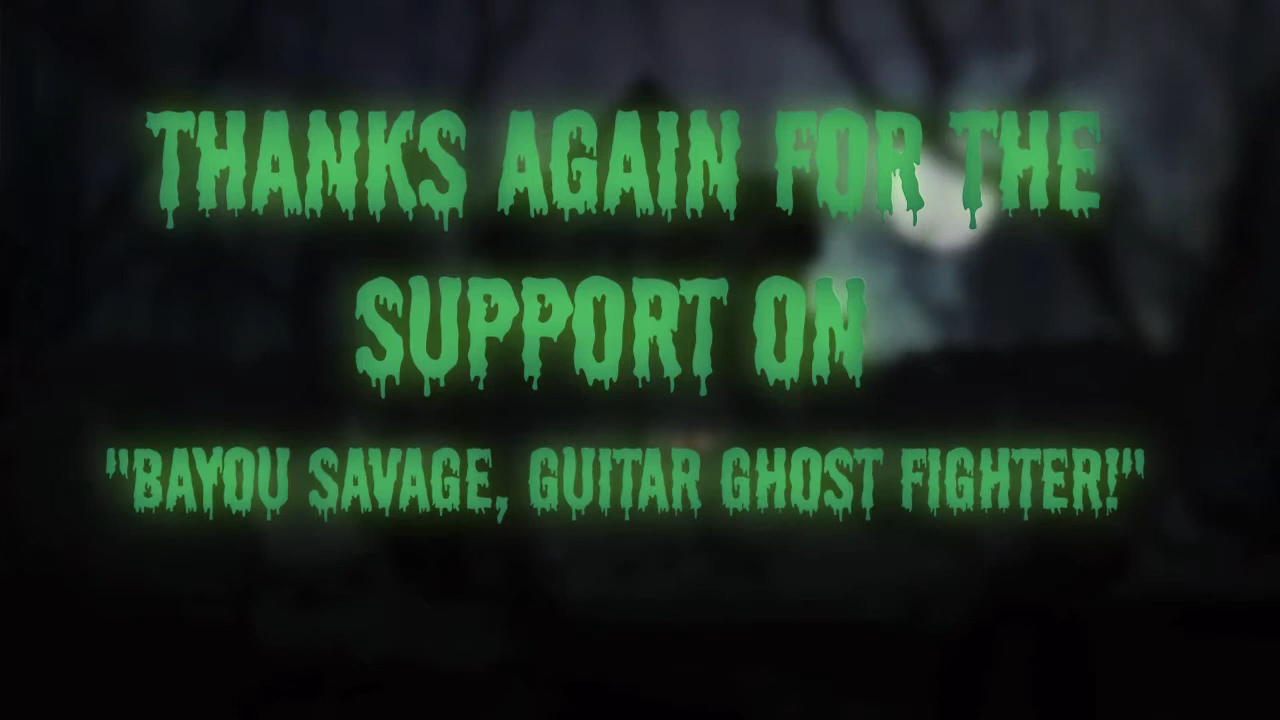 THANKS AGAIN FOR THE
SUPPORT ON
"BAYOU SAVAGE, GUITAR GHOST FIGHTER!"